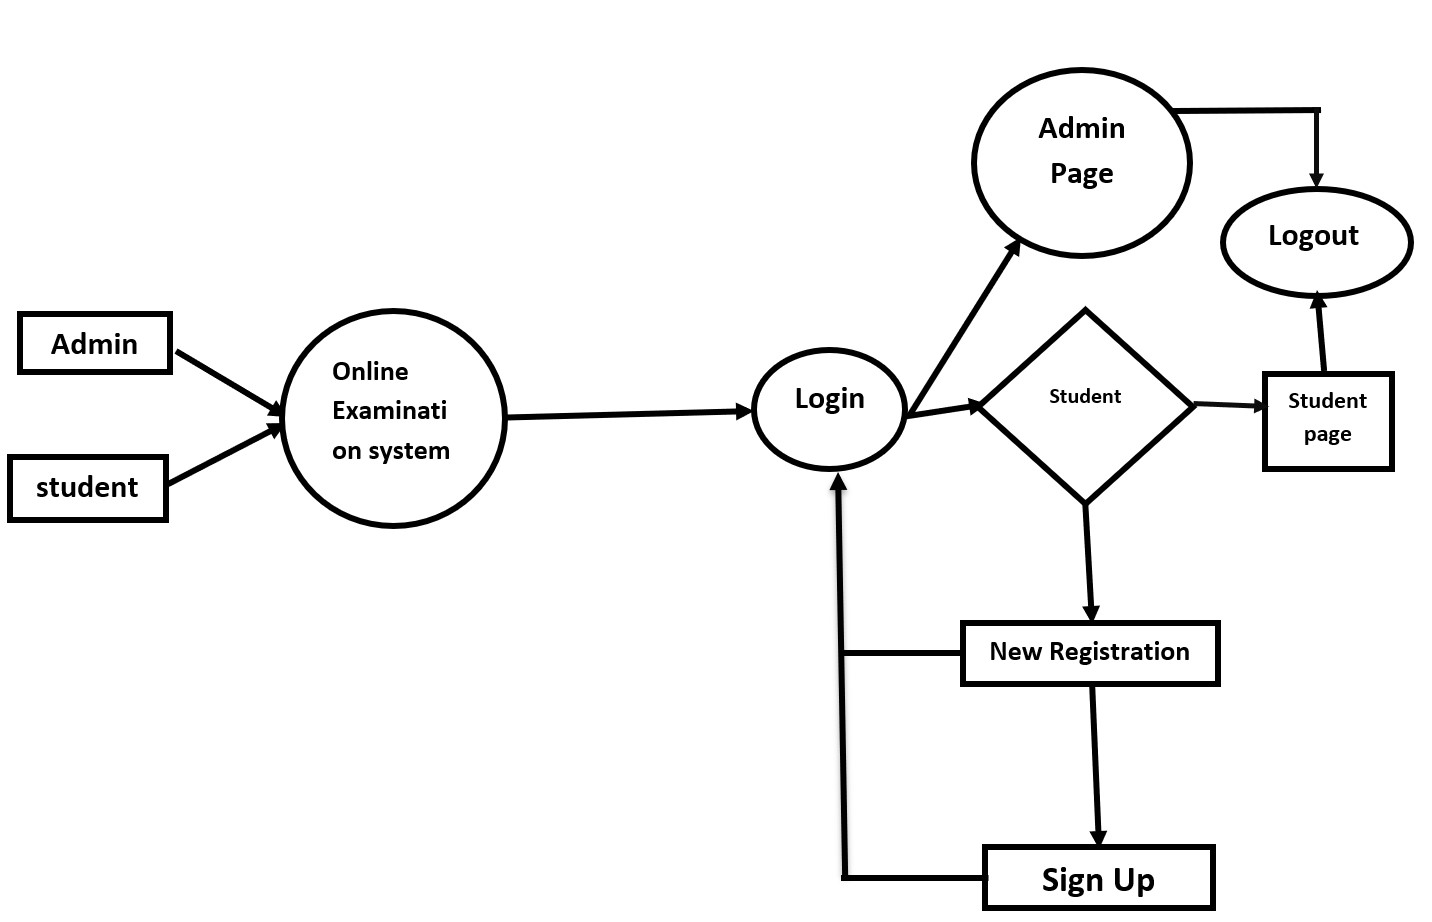 Admin
Page
Logout
Admin
Online
Examinati
on system
Login
Student
Student
page
student
New Registration
Sign Up